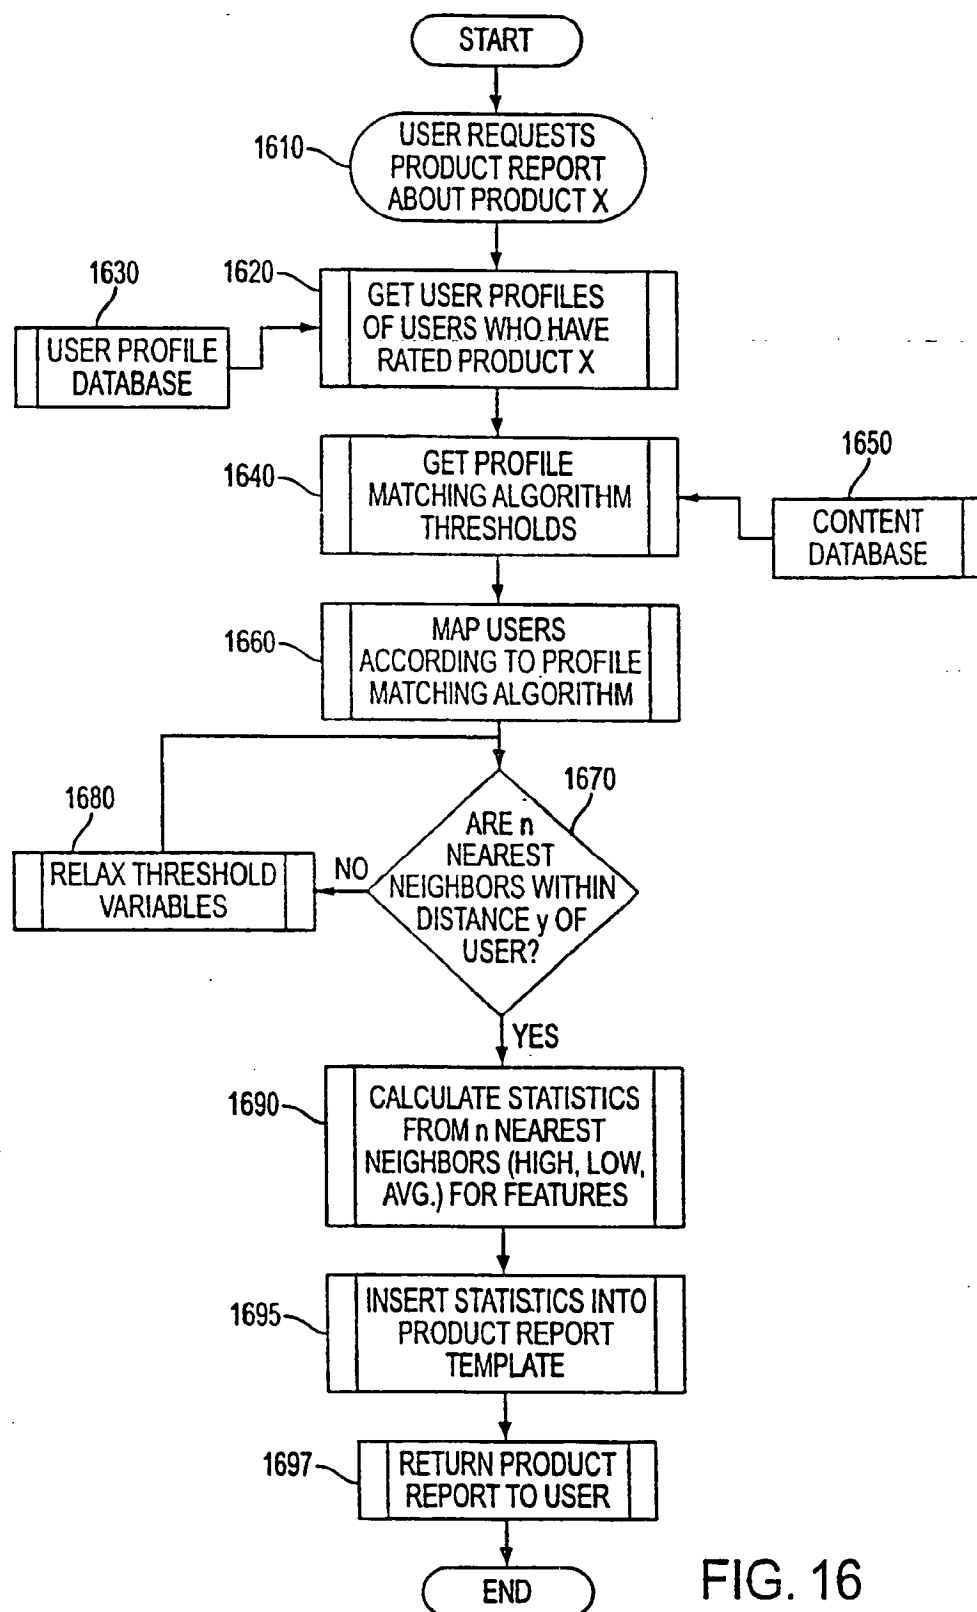 START
1610
USER REQUESTS
PRODUCT REPORT
ABOUT PRODUCT X
1630
1620
USER PROFILE
DATABASE
GET USER PROFILES
OF USERS WHO HAVE
RATED PRODUCT X
1640
GET PROFILE
MATCHING ALGORITHM
THRESHOLDS
1650
CONTENT
DATABASE
1660
MAP USERS
ACCORDING TO PROFILE
MATCHING ALGORITHM
1670
1680
ARE n
NEAREST
NEIGHBORS WITHIN
DISTANCE y OF
USER?
NO
RELAX THRESHOLD
VARIABLES
YES
1690
CALCULATE STATISTICS
FROM n NEAREST
NEIGHBORS (HIGH, LOW,
AVG.) FOR FEATURES
1695
INSERT STATISTICS INTO
PRODUCT REPORT
TEMPLATE
1697
RETURN PRODUCT
REPORT TO USER
END
FIG. 16